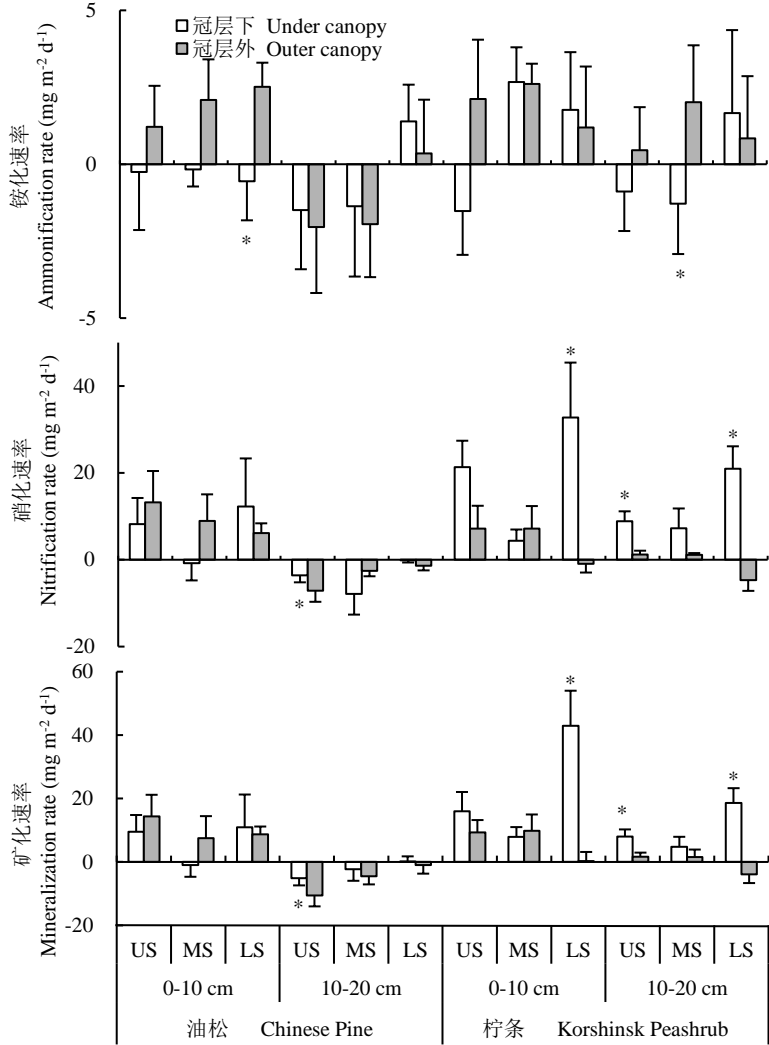 5
冠层下 Under canopy
冠层外 Outer canopy
0
-5
铵化速率
Ammonification rate (mg m-2 d-1)
*
*
40
20
0
-20
硝化速率
Nitrification rate (mg m-2 d-1)
*
*
*
*
60
40
20
0
-20
矿化速率
Mineralization rate (mg m-2 d-1)
*
*
*
*
US MS LS US MS LS US MS LS US MS LS
0-10 cm 10-20 cm 0-10 cm 10-20 cm
油松 Chinese Pine 柠条 Korshinsk Peashrub